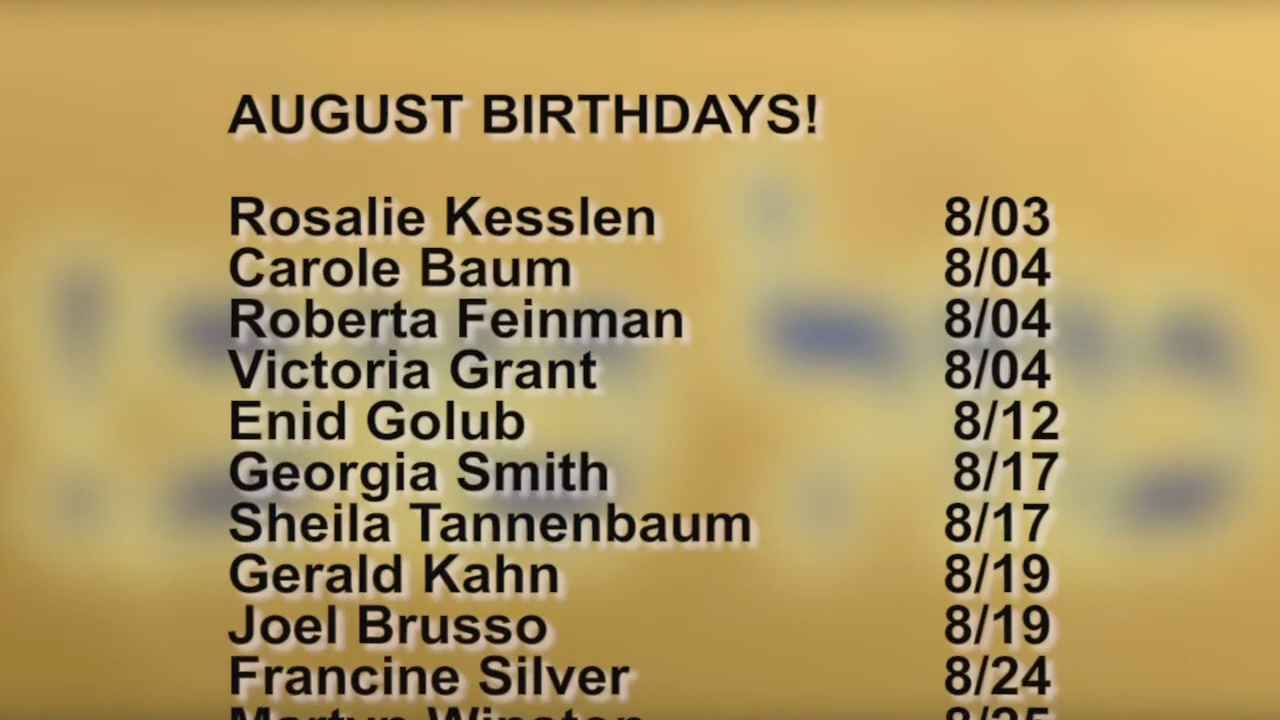 AUGUST BIRTHDAYS!
Rosalie Kesslen 8/03
Carole Baum 8/04
Roberta Feinman 8/04
Victoria Grant 8/04
Enid Golub 8/12
Georgia Smith 8/17
Sheila Tannenbaum 8/17
Gerald Kahn 8/19
Joel Brusso 8/19
Francine Silver 8/24